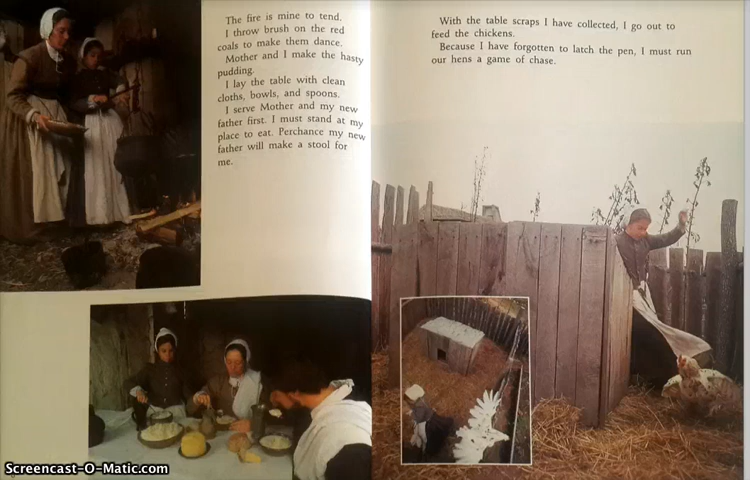 The fire is mine to tend.
I throw brush on the red
coals to make them dance.
Mother and I make the hasty
pudding.
I lay the table with clean
cloths, bowls, and spoons.
I serve Mother and my new
father first. I must stand at my
place to eat. Perchance my new
father will make a stool for
me.
With the table scraps I have collected, I go out to
feed the chickens.
Because I have forgotten to latch the pen, I must run
our hens a game of chase.
Screencast-O-Matic.com